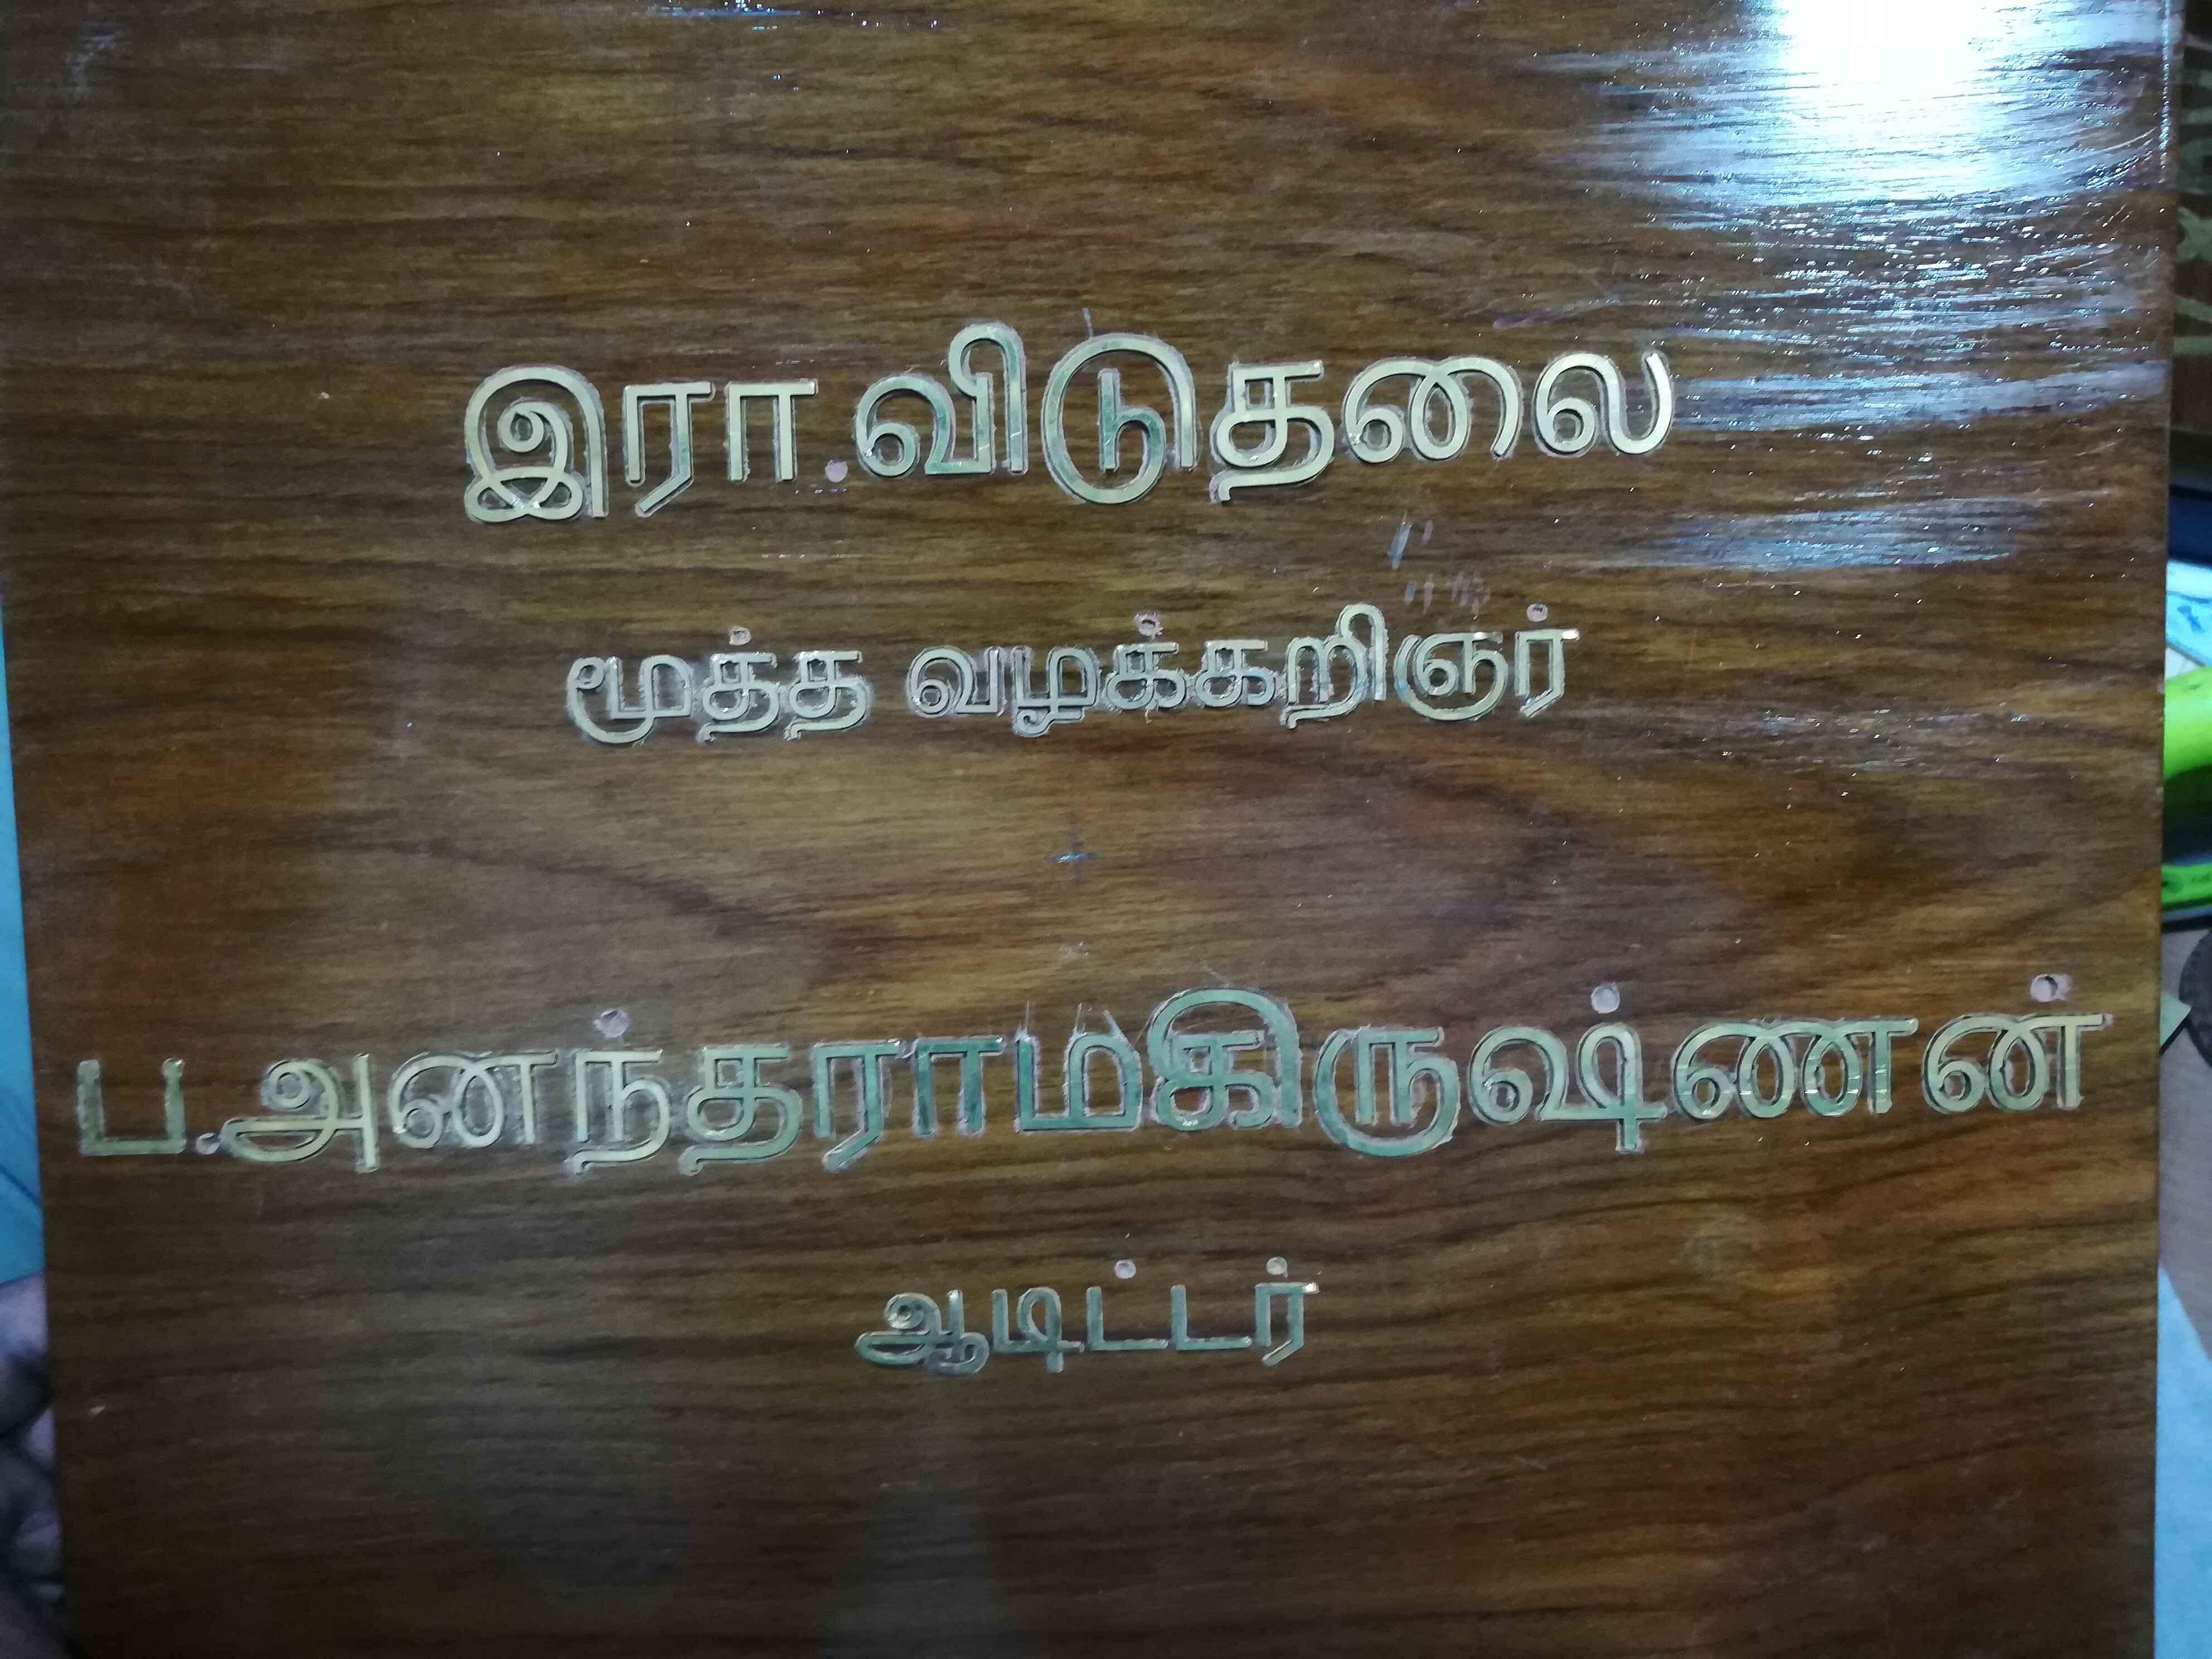 இரா.விடுதலை
மூத்த வழக்கறிஞர்
ப.அனந்தராமகிருஷ்ணன்
ஆடிட்டர்